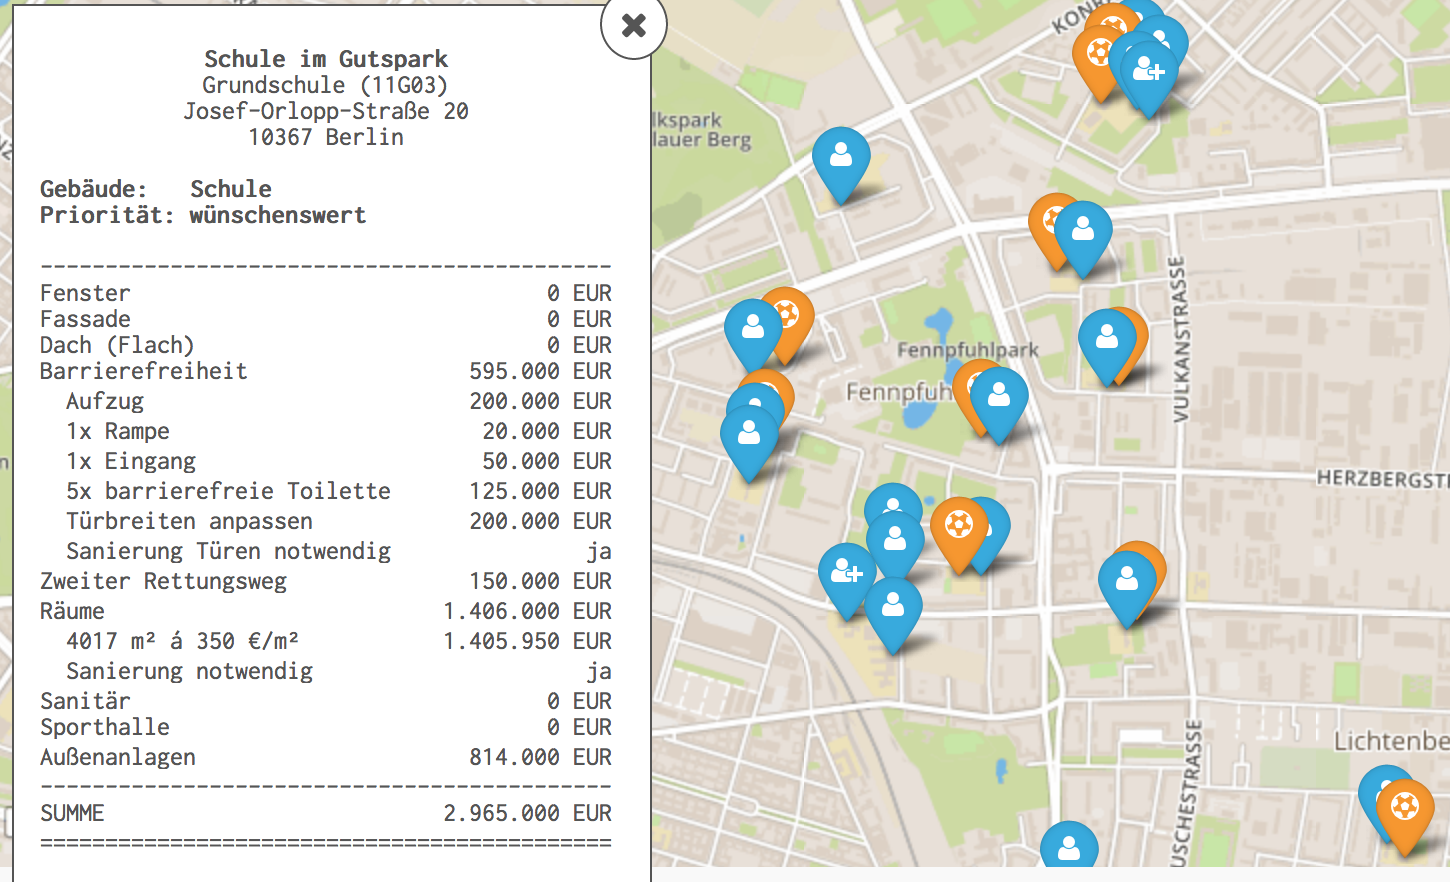 Schule im Gutspark
Grundschule (11G03)
Josef-Orlopp-Straße 20
10367 Berlin
Gebäude: Schule
Priorität: wünschenswert
--------------------------------------------
Fenster 0 EUR
Fassade 0 EUR
Dach (Flach) 0 EUR
Barrierefreiheit 595.000 EUR
Aufzug 200.000 EUR
1x Rampe 20.000 EUR
1x Eingang 50.000 EUR
5x barrierefreie Toilette 125.000 EUR
Türbreiten anpassen 200.000 EUR
Sanierung Türen notwendig ja
Zweiter Rettungsweg 150.000 EUR
Räume 1.406.000 EUR
4017 m² á 350 €/m² 1.405.950 EUR
Sanierung notwendig ja
Sanitär 0 EUR
Sporthalle 0 EUR
Außenanlagen 814.000 EUR
--------------------------------------------
SUMME 2.965.000 EUR
============================================
KONR
lkspark
lauer Berg
VULKANSTRASSE
Fennpfuhlpark
Fennpfuh
HERZBERGST
Lichtenbe
USCHESTRASSE